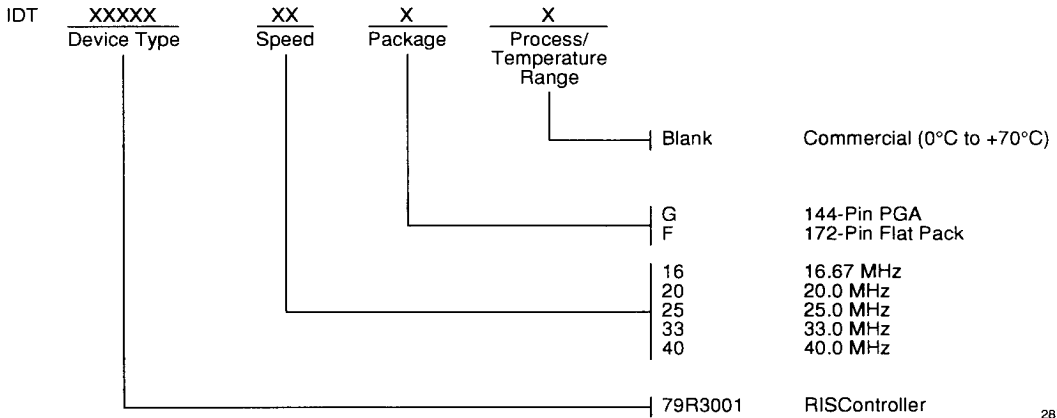 IDT XXXXX XX X X
Device Type Speed Package Process/
Temperature
Range
Blank Commercial (0°C to +70°C)
G 144-Pin PGA
F 172-Pin Flat Pack
16 16.67 MHz
20 20.0 MHz
25 25.0 MHz
33 33.0 MHz
40 40.0 MHz
79R3001 RISController
28